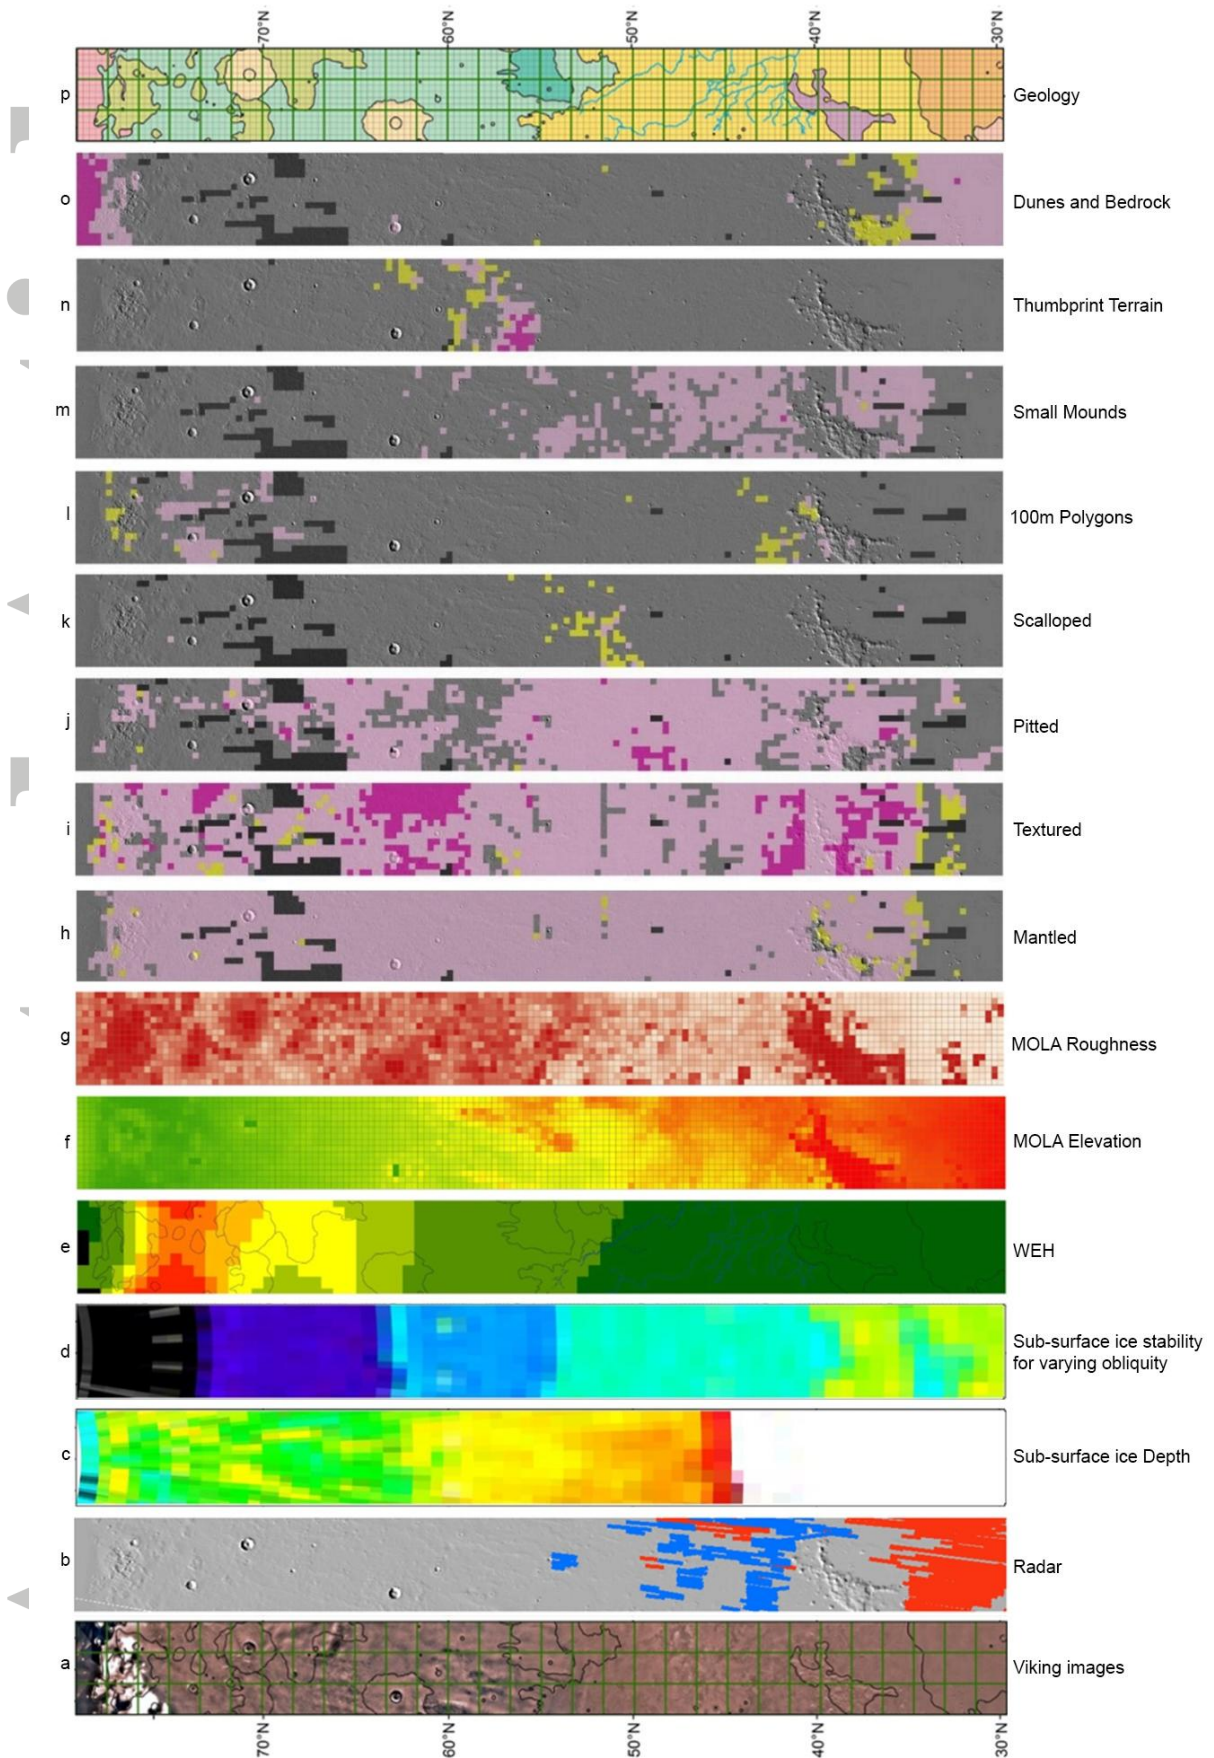 70°N 60°N 50°N 40°N 30°N
p Geology
o Dunes and Bedrock
n Thumbprint Terrain
m Small Mounds
l 100m Polygons
k Scalloped
j Pitted
i Textured
h Mantled
g MOLA Roughness
f MOLA Elevation
e WEH
d Sub-surface ice stability
for varying obliquity
c Sub-surface ice Depth
b Radar
a Viking images
70°N 60°N 50°N 40°N 30°N